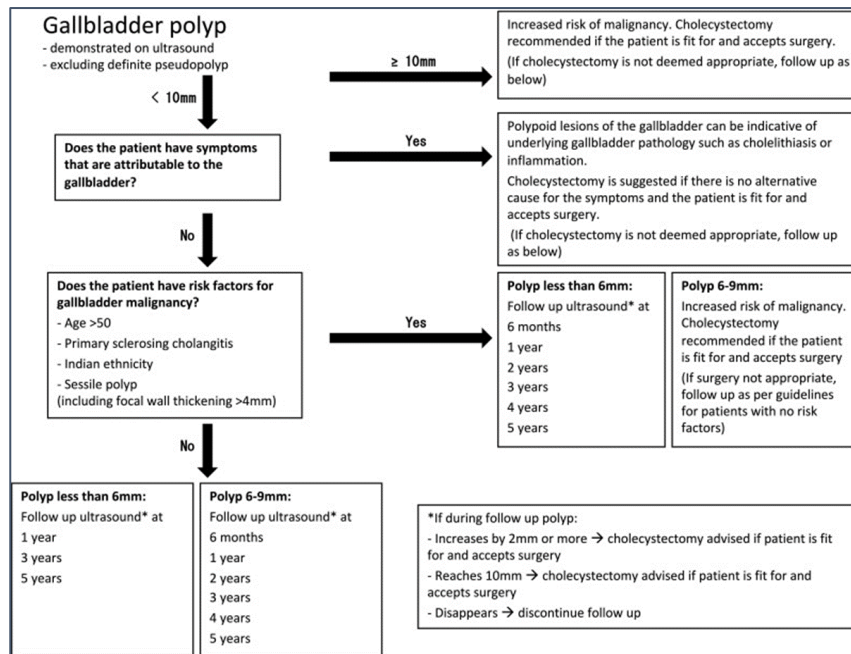 Gallbladder polyp
- demonstrated on ultrasound
- excluding definite pseudopolyp
≥ 10mm
Increased risk of malignancy. Cholecystectomy
recommended if the patient is fit for and accepts surgery.
(If cholecystectomy is not deemed appropriate, follow up as
below)
< 10mm
Does the patient have symptoms
that are attributable to the
gallbladder?
Yes
Polypoid lesions of the gallbladder can be indicative of
underlying gallbladder pathology such as cholelithiasis or
inflammation.
Cholecystectomy is suggested if there is no alternative
cause for the symptoms and the patient is fit for and
accepts surgery.
(If cholecystectomy is not deemed appropriate, follow up
as below)
No
Does the patient have risk factors for
gallbladder malignancy?
- Age >50
- Primary sclerosing cholangitis
- Indian ethnicity
- Sessile polyp
(including focal wall thickening >4mm)
Yes
Polyp less than 6mm:
Follow up ultrasound* at
6 months
1 year
2 years
3 years
4 years
5 years
Polyp 6-9mm:
Increased risk of malignancy.
Cholecystectomy
recommended if the patient
is fit for and accepts surgery
(If surgery not appropriate,
follow up as per guidelines
for patients with no risk
factors)
No
Polyp less than 6mm:
Follow up ultrasound* at
1 year
3 years
5 years
Polyp 6-9mm:
Follow up ultrasound* at
6 months
1 year
2 years
3 years
4 years
5 years
*If during follow up polyp:
- Increases by 2mm or more → cholecystectomy advised if patient is fit
for and accepts surgery
- Reaches 10mm → cholecystectomy advised if patient is fit for and
accepts surgery
- Disappears → discontinue follow up